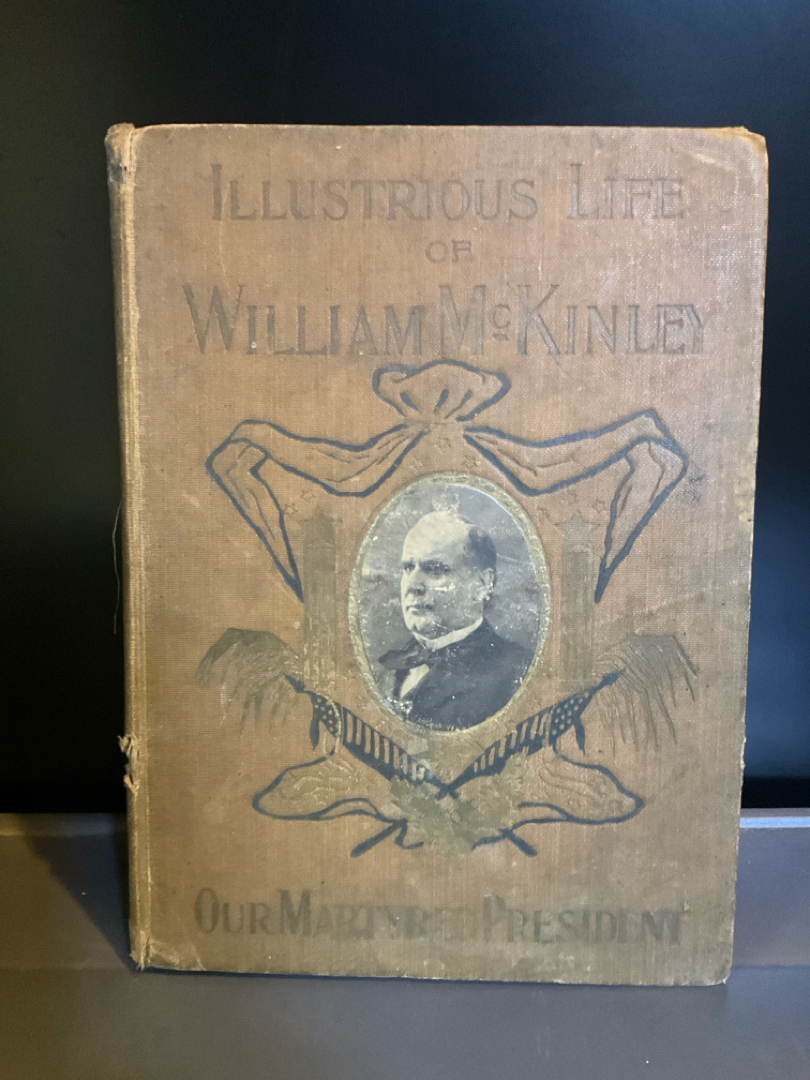 ILLUSTRIOUS LIFE
OF
WILLIAM McKINLEY
OUR MARTYRED PRESIDENT